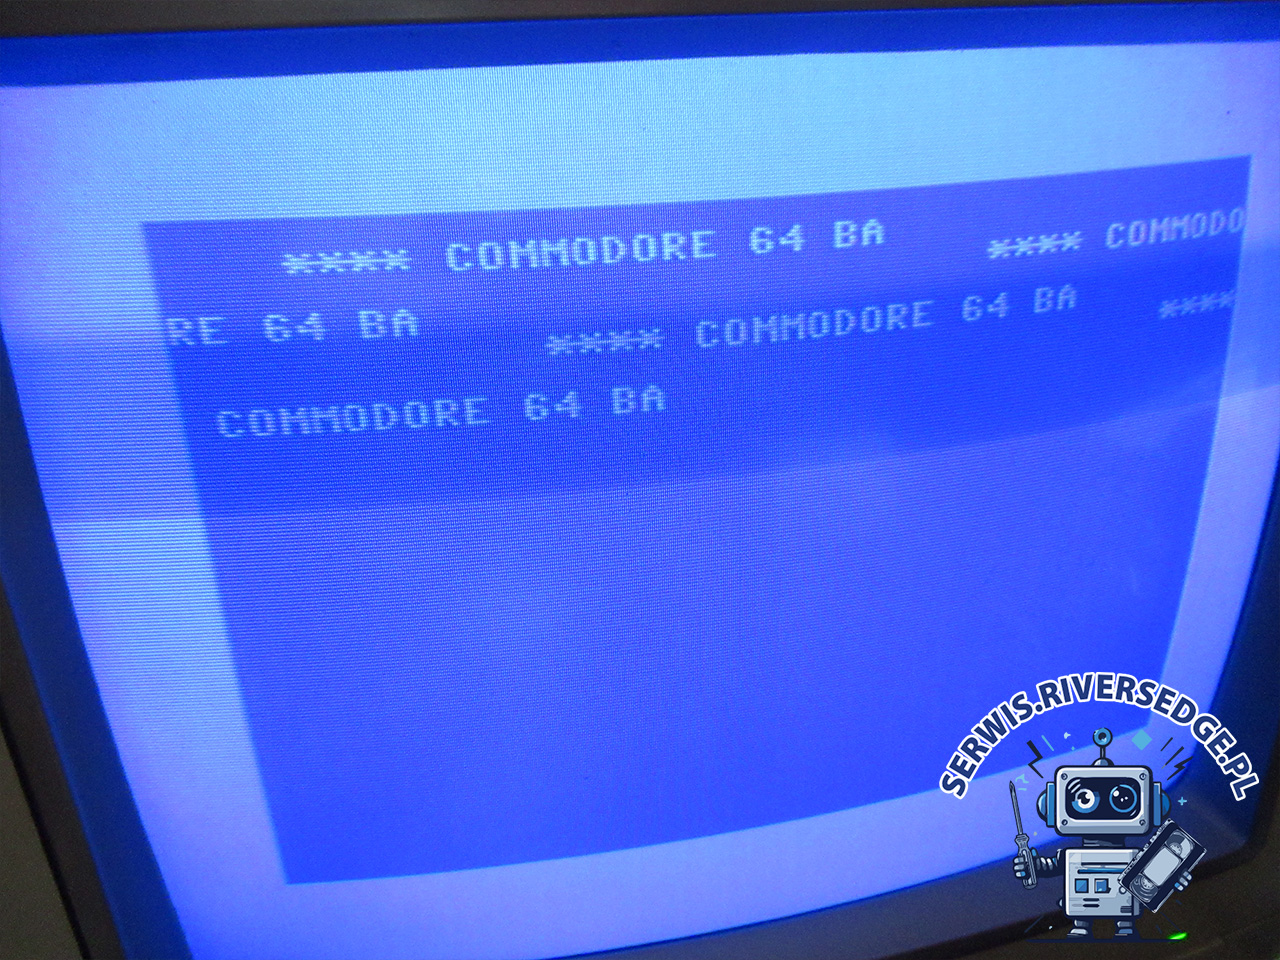 **** COMMODORE 64 BA **** COMMODO
RE 64 BA **** COMMODORE 64 BA ****
COMMODORE 64 BA
SERWIS.RIVERSEDGE.PL